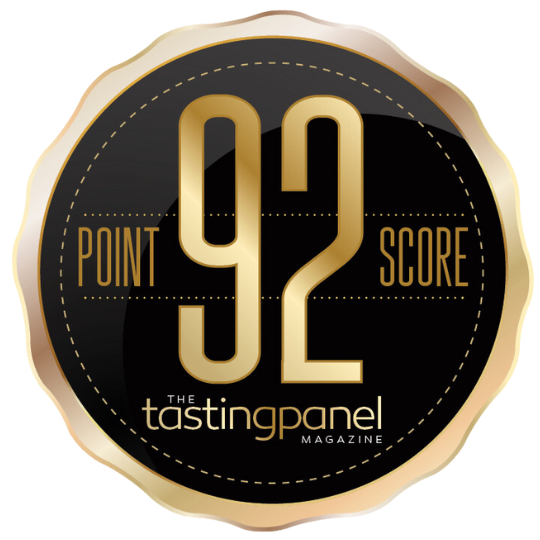 POINT 92 SCORE
THE
tastingpanel
MAGAZINE